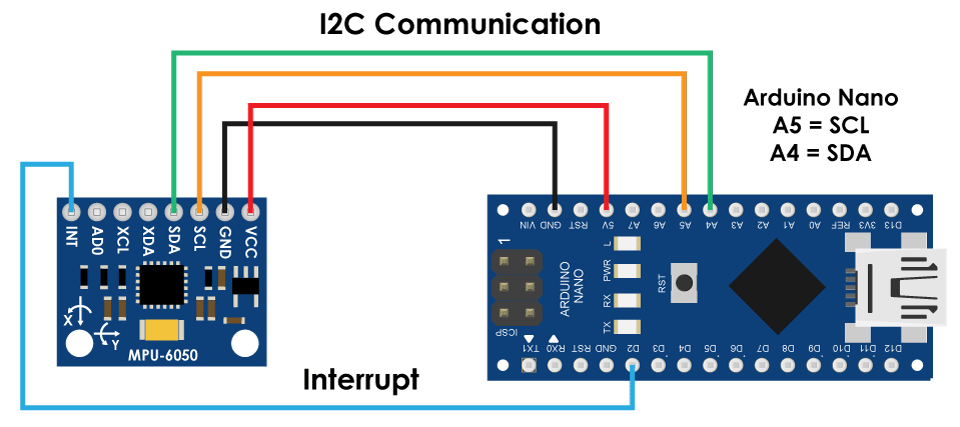 I2C Communication
Arduino Nano
A5 = SCL
A4 = SDA
INT
AD0
XCL
XDA
SDA
SCL
GND
VCC
X
Y
MPU-6050
VIN
GND
RST
5V
A7
A6
A5
A4
A3
A2
A1
A0
REF
3V3
D13
1
ICSP
ARDUINO
NANO
L
PWR
RX
TX
RST
TX1
RX0
RST
GND
D2
D3
D4
D5
D6
D7
D8
D9
D10
D11
D12
Interrupt